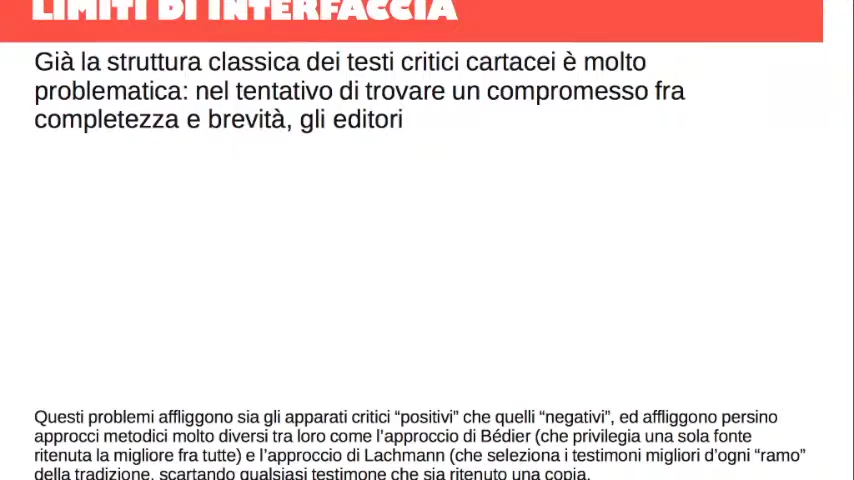 LIMITI DI INTERFACCIA
Già la struttura classica dei testi critici cartacei è molto
problematica: nel tentativo di trovare un compromesso fra
completezza e brevità, gli editori
Questi problemi affliggono sia gli apparati critici “positivi” che quelli “negativi”, ed affliggono persino
approcci metodici molto diversi tra loro come l’approccio di Bédier (che privilegia una sola fonte
ritenuta la migliore fra tutte) e l’approccio di Lachmann (che seleziona i testimoni migliori d’ogni “ramo”
della tradizione, scartando qualsiasi testimone che sia ritenuto una copia.